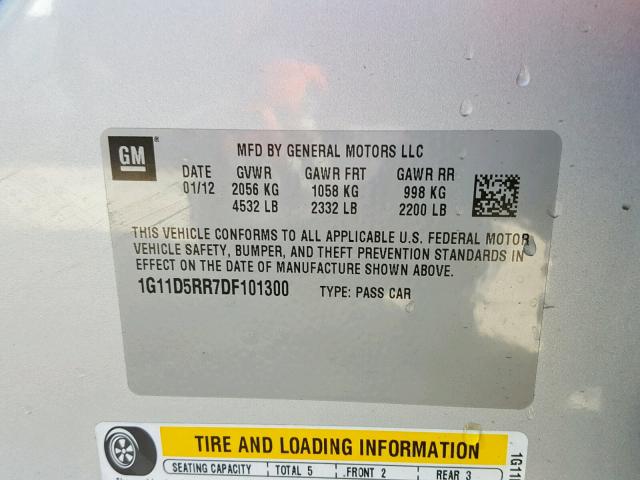 GM ®
MFD BY GENERAL MOTORS LLC
DATE GVWR GAWR FRT GAWR RR
01/12 2056 KG 1058 KG 998 KG
4532 LB 2332 LB 2200 LB
THIS VEHICLE CONFORMS TO ALL APPLICABLE U.S. FEDERAL MOTOR
VEHICLE SAFETY, BUMPER, AND THEFT PREVENTION STANDARDS IN
EFFECT ON THE DATE OF MANUFACTURE SHOWN ABOVE.
1G11D5RR7DF101300 TYPE: PASS CAR
TIRE AND LOADING INFORMATION
SEATING CAPACITY TOTAL 5 FRONT 2 REAR 3